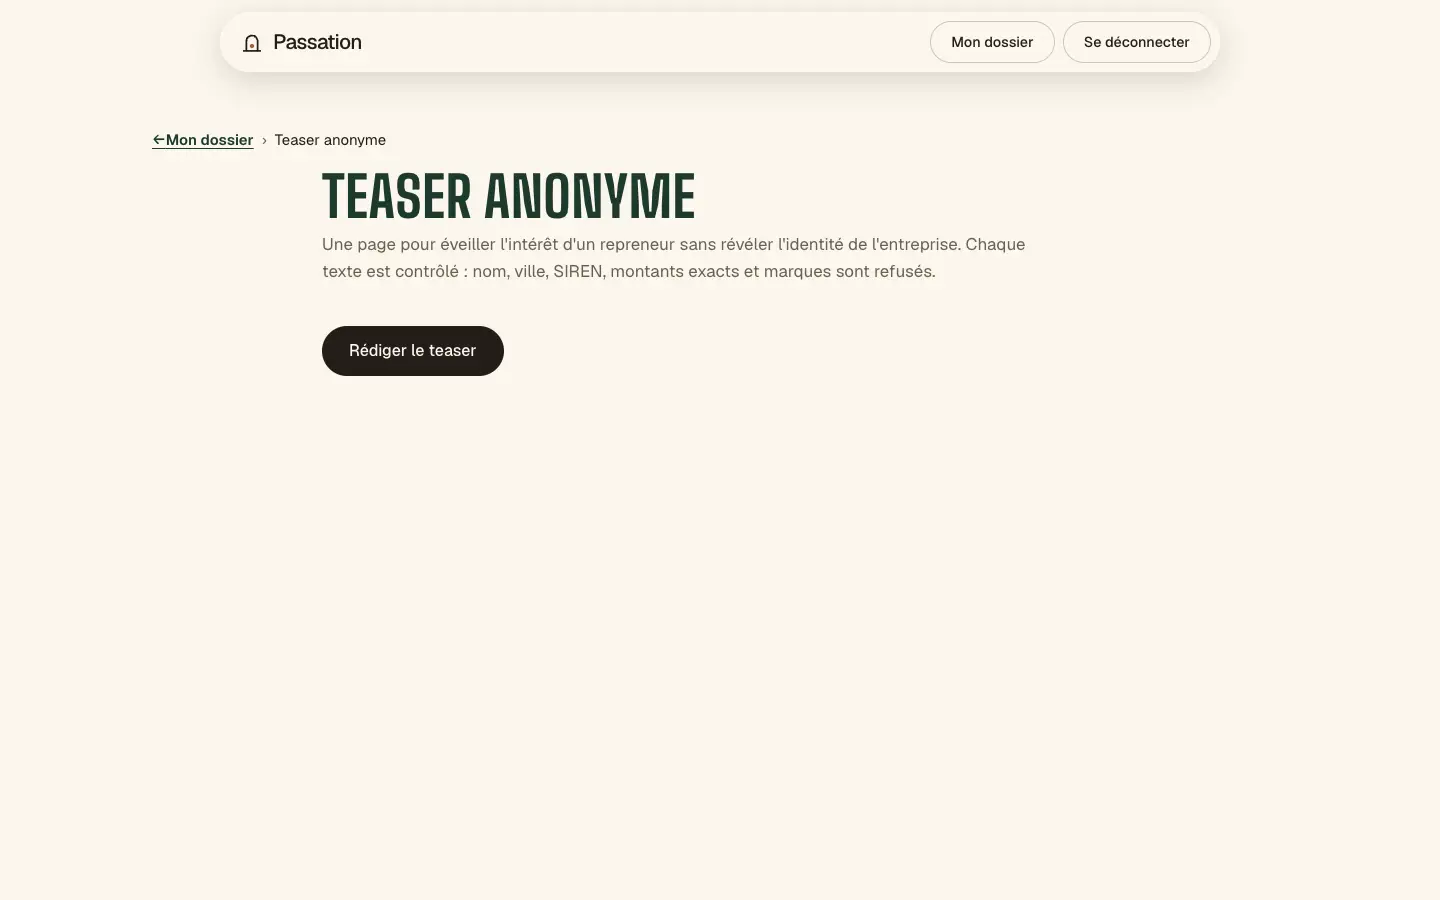 Passation
Mon dossier
Se déconnecter
←Mon dossier › Teaser anonyme
TEASER ANONYME
Une page pour éveiller l'intérêt d'un repreneur sans révéler l'identité de l'entreprise. Chaque
texte est contrôlé : nom, ville, SIREN, montants exacts et marques sont refusés.
Rédiger le teaser